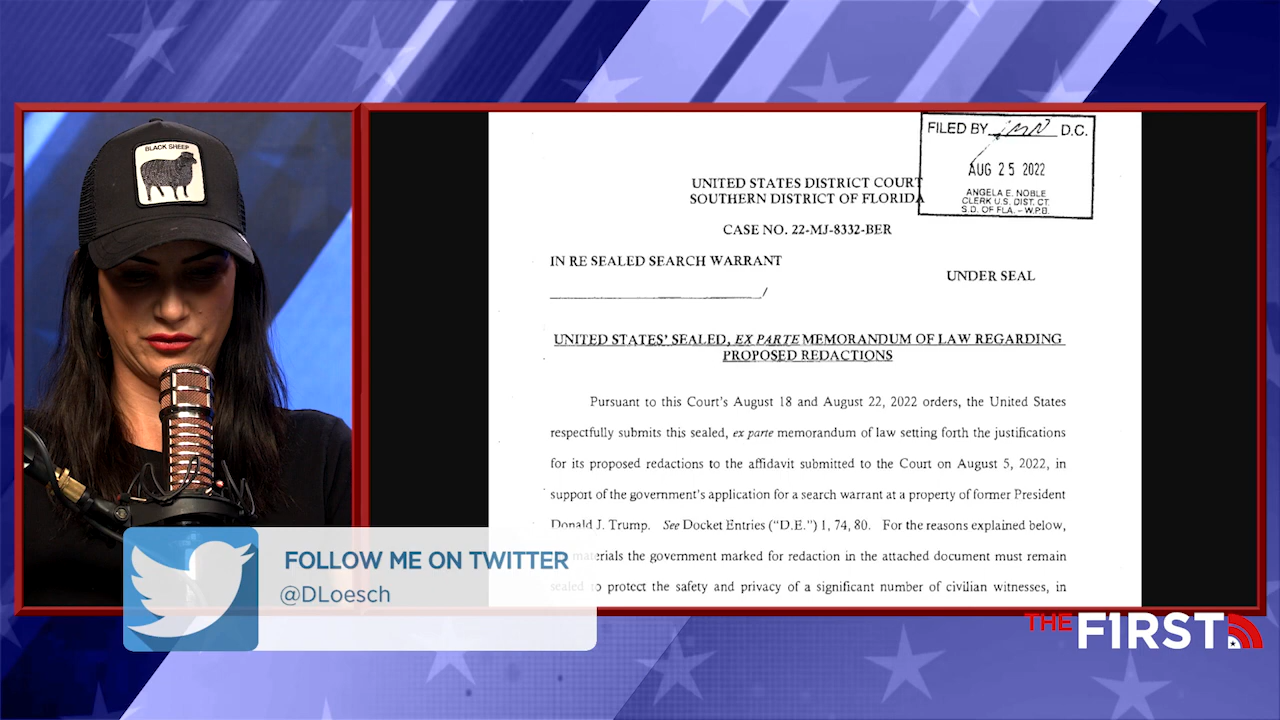 BLACK SHEEP
FILED BY D.C.
AUG 25 2022
ANGELA E. NOBLE
CLERK U.S. DIST. CT.
S.D. OF FLA. – W.P.B.
UNITED STATES DISTRICT COURT
SOUTHERN DISTRICT OF FLORIDA
CASE NO. 22-MJ-8332-BER
IN RE SEALED SEARCH WARRANT
UNDER SEAL
UNITED STATES' SEALED, EX PARTE MEMORANDUM OF LAW REGARDING
PROPOSED REDACTIONS
Pursuant to this Court's August 18 and August 22, 2022 orders, the United States
respectfully submits this sealed, ex parte memorandum of law setting forth the justifications
for its proposed redactions to the affidavit submitted to the Court on August 5, 2022, in
support of the government's application for a search warrant at a property of former President
Donald J. Trump. See Docket Entries ("D.E.") 1, 74, 80. For the reasons explained below,
materials the government marked for redaction in the attached document must remain
sealed to protect the safety and privacy of a significant number of civilian witnesses, in
FOLLOW ME ON TWITTER
@DLoesch
THE FIRST